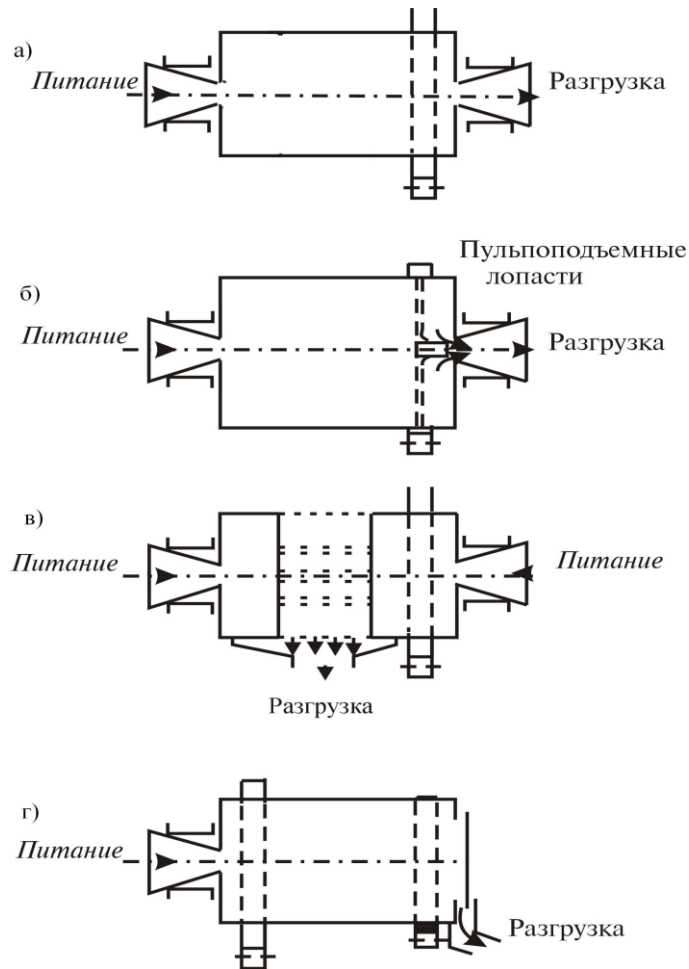 а)
Питание
Разгрузка
Пульпоподъемные
лопасти
б)
Питание
Разгрузка
в)
Питание
Питание
Разгрузка
г)
Питание
Разгрузка